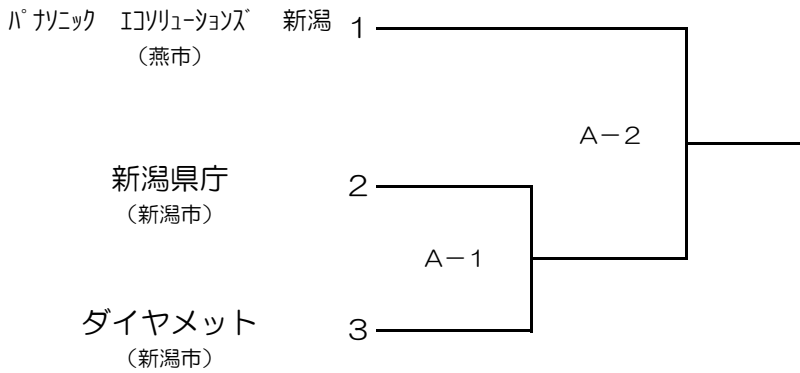 ﾊﾟﾅｿﾆｯｸ ｴｺｿﾘｭｰｼｮﾝｽﾞ 新潟 1
（燕市）
A－2
新潟県庁 2
（新潟市）
A－1
ダイヤメット 3
（新潟市）